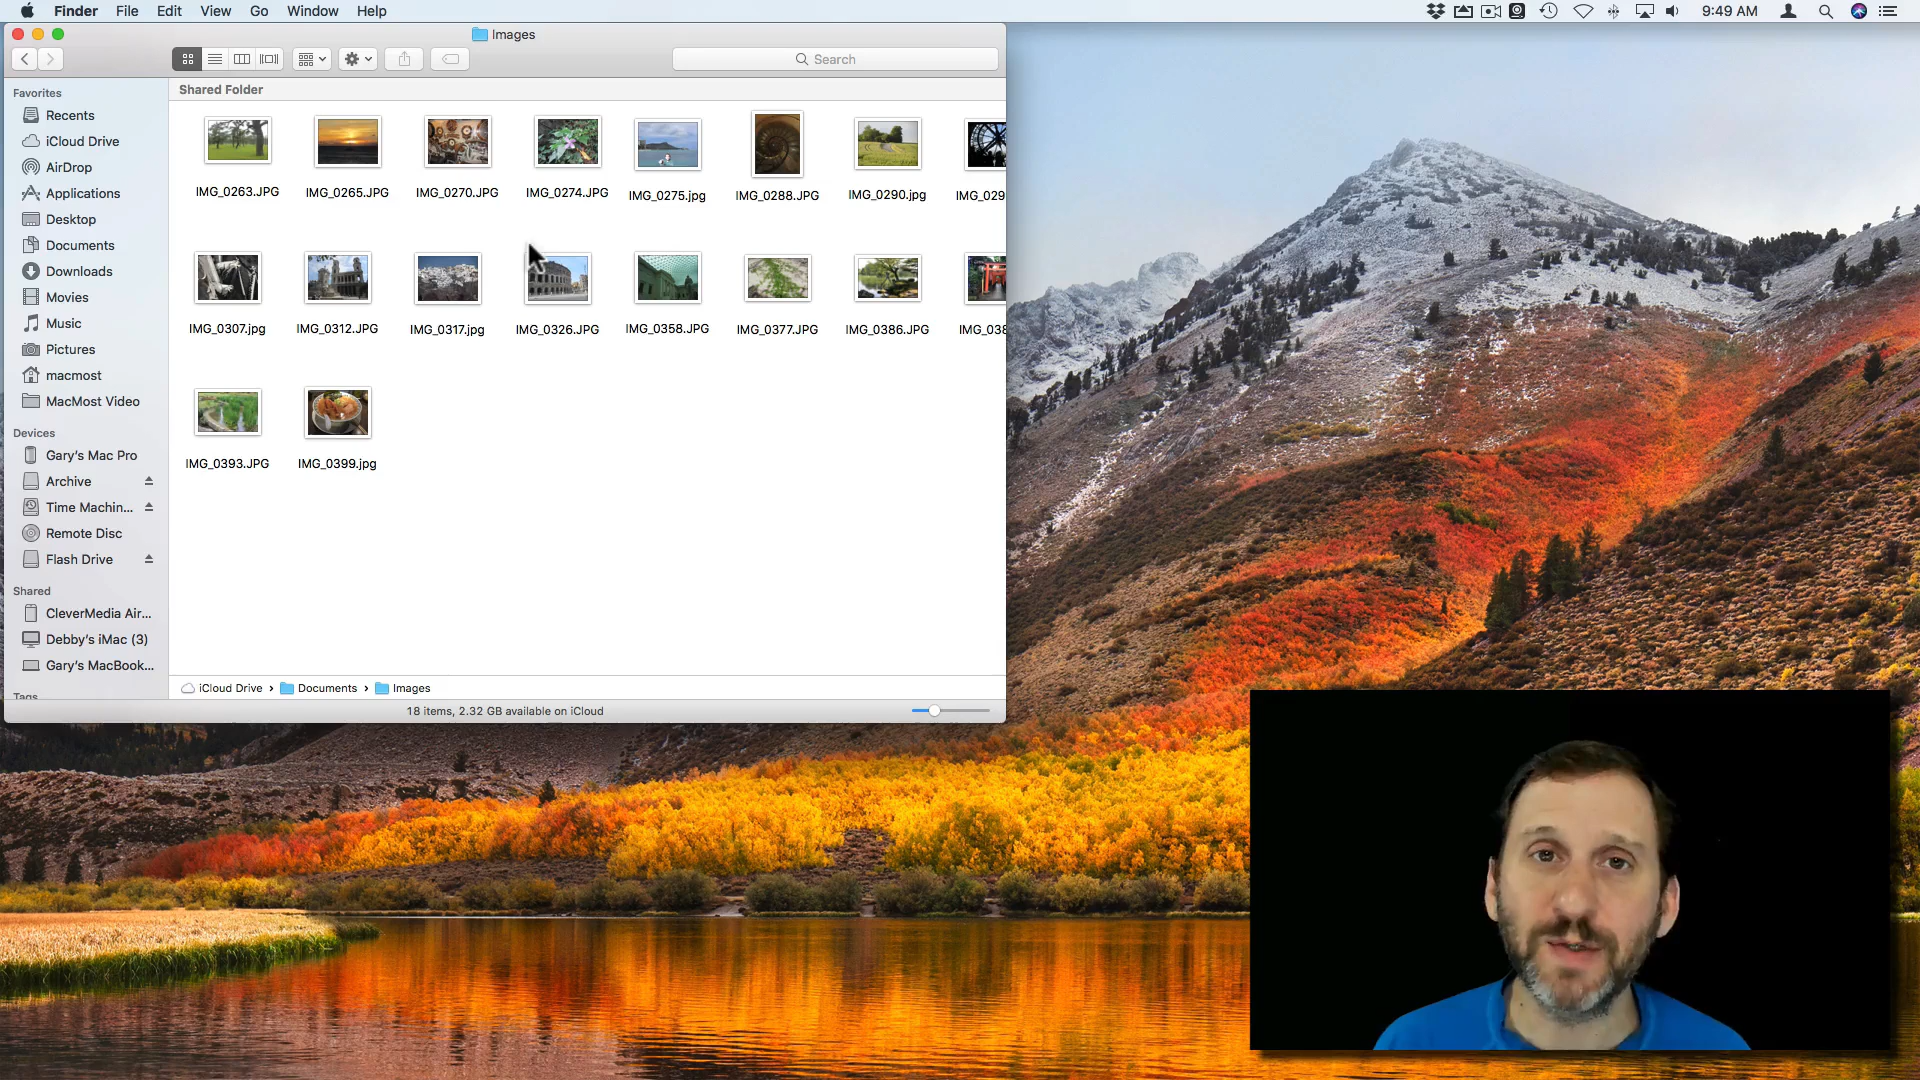 Finder File Edit View Go Window Help 9:49 AM
Images
Search
Favorites
Recents
iCloud Drive
AirDrop
Applications
Desktop
Documents
Downloads
Movies
Music
Pictures
macmost
MacMost Video
Devices
Gary's Mac Pro
Archive
Time Machin...
Remote Disc
Flash Drive
Shared
CleverMedia Air...
Debby's iMac (3)
Gary's MacBook...
Tags
Shared Folder
IMG_0263.JPG IMG_0265.JPG IMG_0270.JPG IMG_0274.JPG IMG_0275.jpg IMG_0288.JPG IMG_0290.jpg IMG_029
IMG_0307.jpg IMG_0312.JPG IMG_0317.jpg IMG_0326.JPG IMG_0358.JPG IMG_0377.JPG IMG_0386.JPG IMG_038
IMG_0393.JPG IMG_0399.jpg
iCloud Drive › Documents › Images
18 items, 2.32 GB available on iCloud